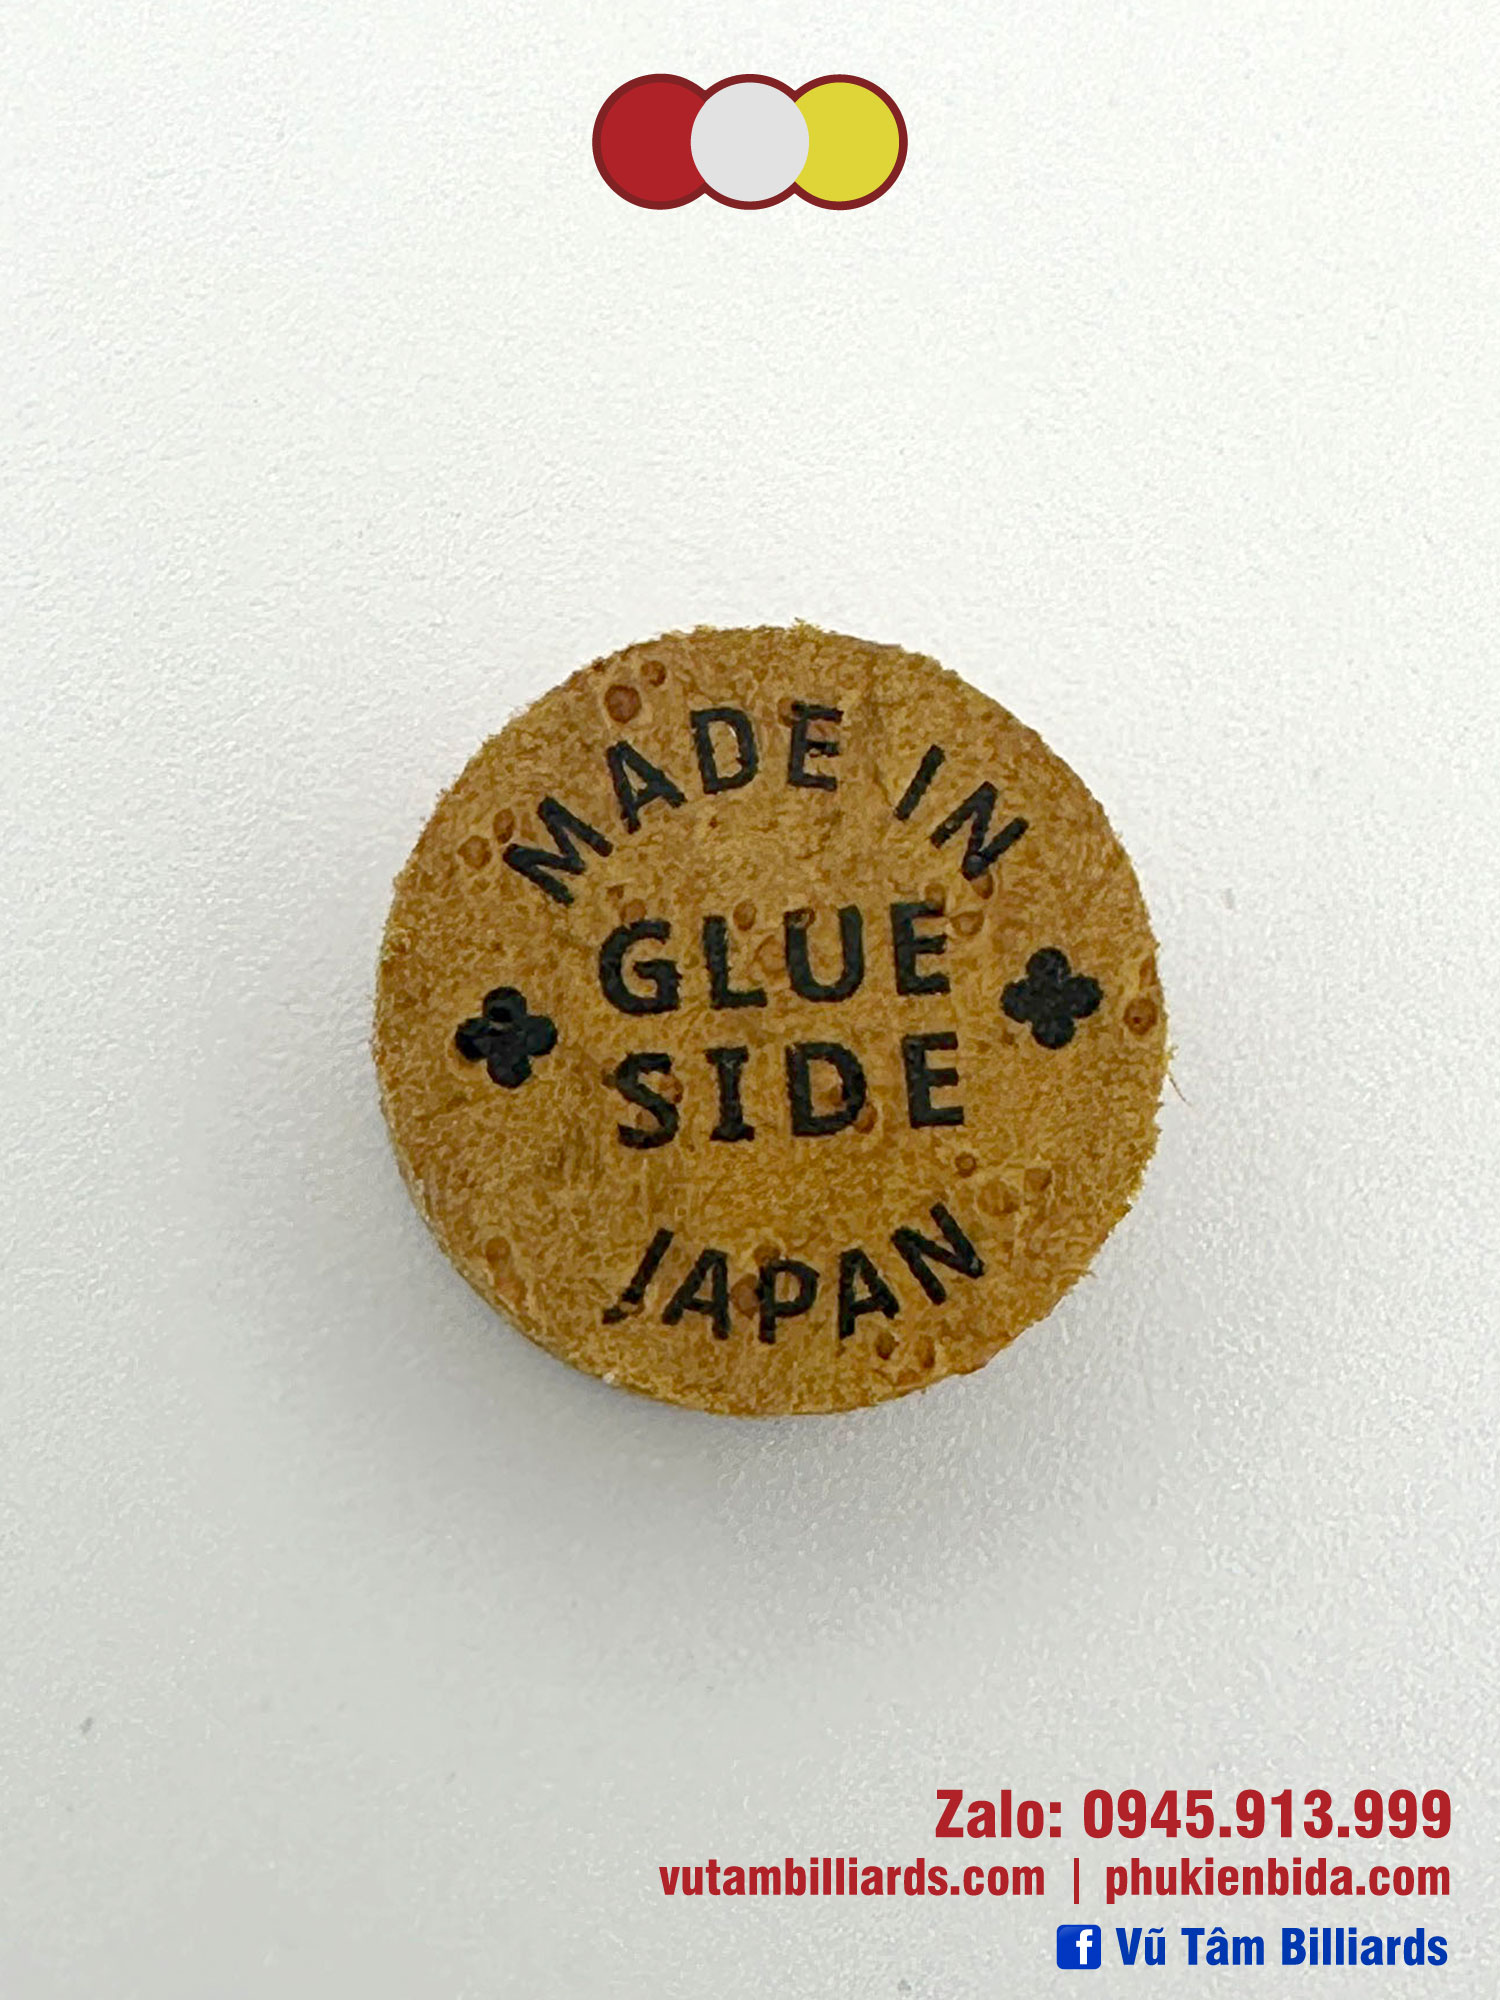 MADE IN
GLUE
SIDE
JAPAN
Zalo: 0945.913.999
vutambilliards.com | phukienbida.com
f Vũ Tâm Billiards